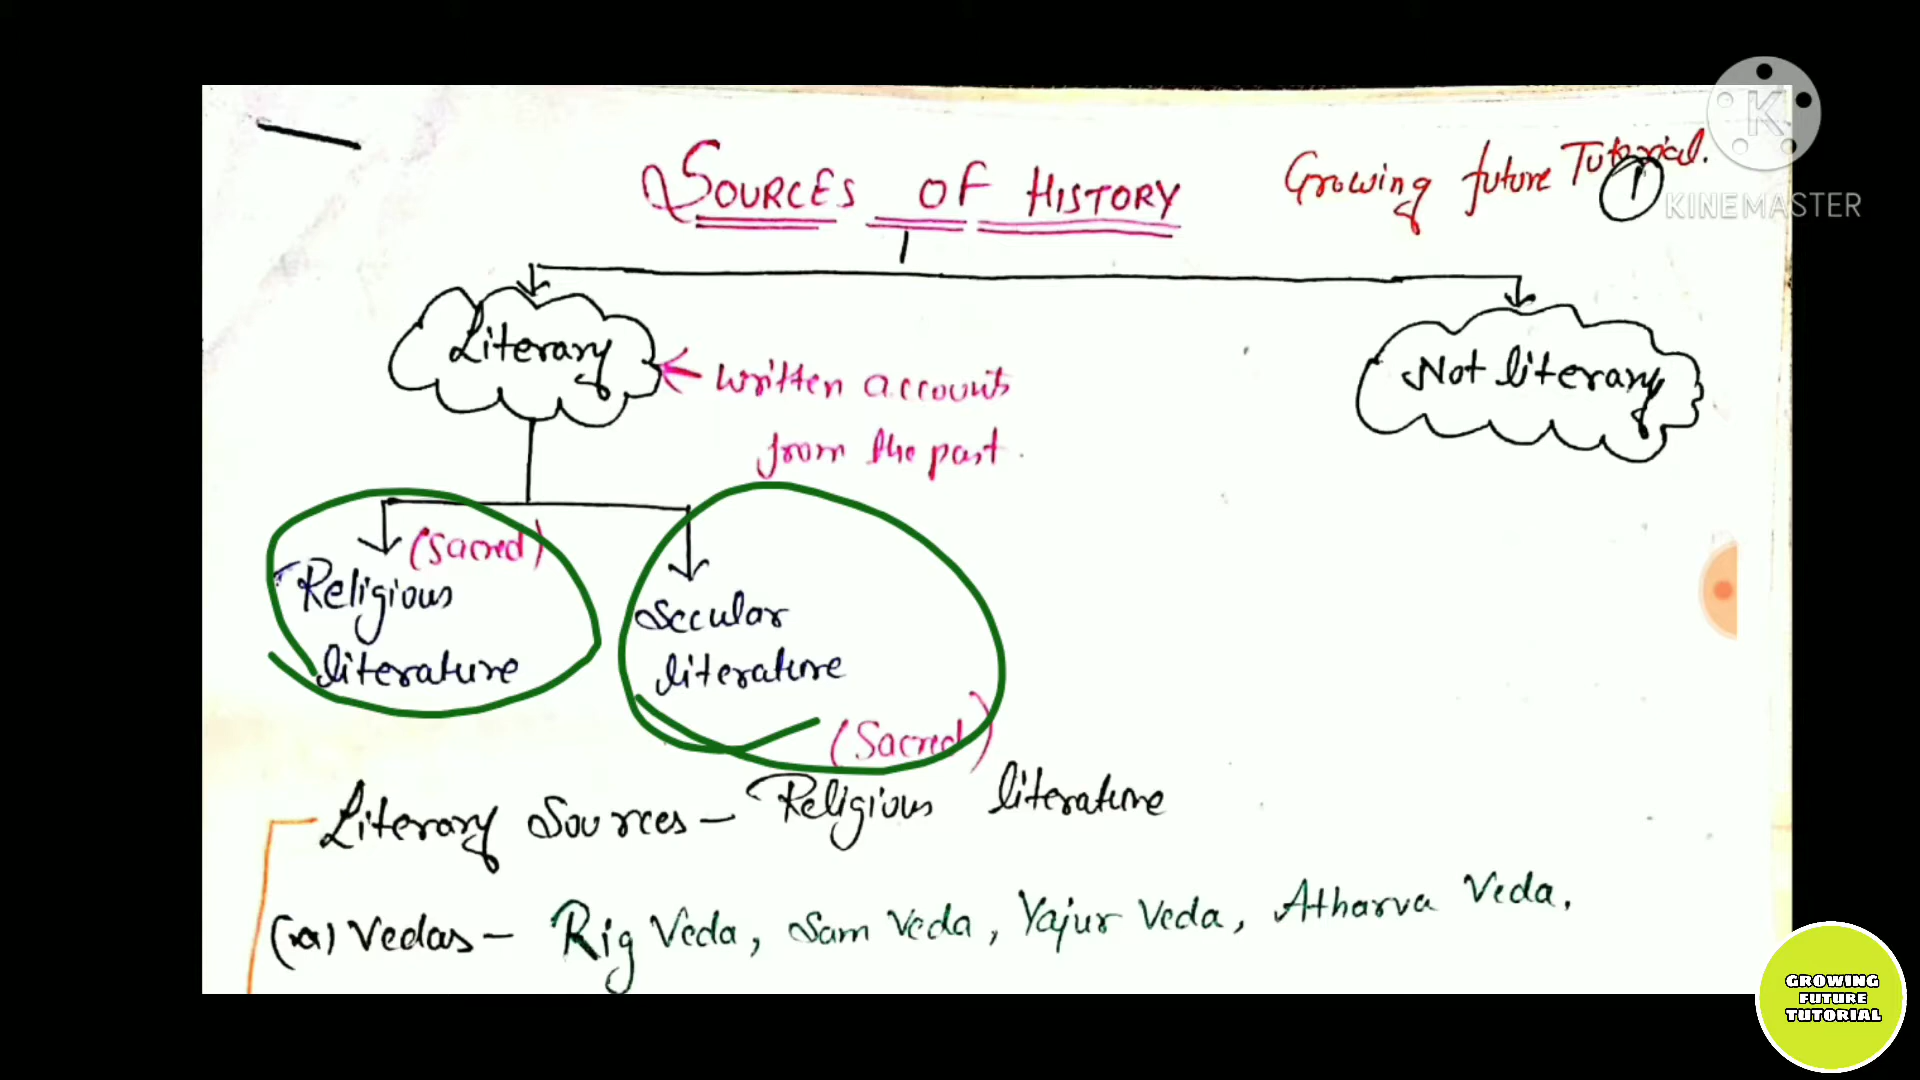 SOURCES OF HISTORY
Growing future Tutorial.
1
K
KINEMASTER
Literary
Not literary
written accounts
from the past.
(Sacred)
Religious
literature
Secular
literature
(Sacred)
Literary Sources - Religious literature
(a) Vedas - Rig Veda, Sam Veda, Yajur Veda, Atharva Veda,
GROWING
FUTURE
TUTORIAL